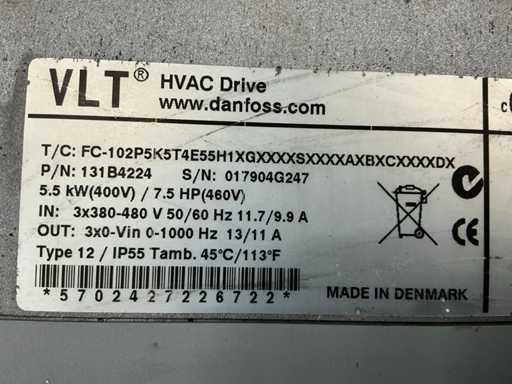 VLT® HVAC Drive
www.danfoss.com
T/C: FC-102P5K5T4E55H1XGXXXXSXXXXAXBXCXXXXDX
P/N: 131B4224 S/N: 017904G247
5.5 kW(400V) / 7.5 HP(460V)
IN: 3x380-480 V 50/60 Hz 11.7/9.9 A
OUT: 3x0-Vin 0-1000 Hz 13/11 A
Type 12 / IP55 Tamb. 45°C/113°F
*5702427226722*
MADE IN DENMARK
CE
c